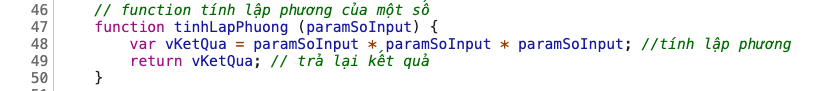 46 // function tính lập phương của một số
47 function tinhLapPhuong (paramSoInput) {
48 var vKetQua = paramSoInput * paramSoInput * paramSoInput; //tính lập phương
49 return vKetQua; // trả lại kết quả
50 }